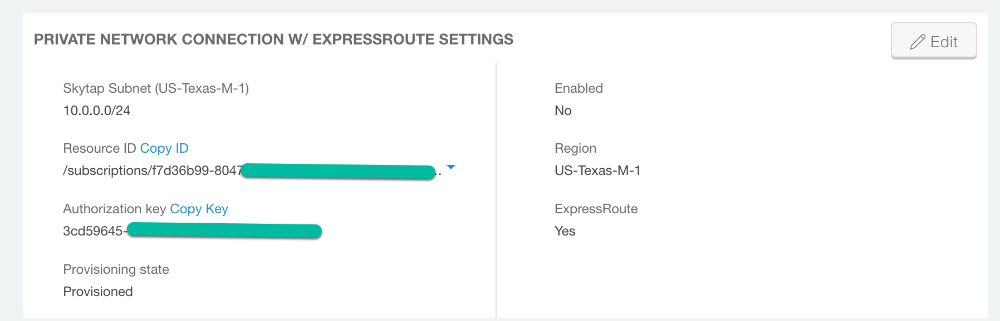 PRIVATE NETWORK CONNECTION W/ EXPRESSROUTE SETTINGS
Edit
Skytap Subnet (US-Texas-M-1)
10.0.0.0/24
Resource ID Copy ID
/subscriptions/f7d36b99-8047 ..
Authorization key Copy Key
3cd59645-
Provisioning state
Provisioned
Enabled
No
Region
US-Texas-M-1
ExpressRoute
Yes